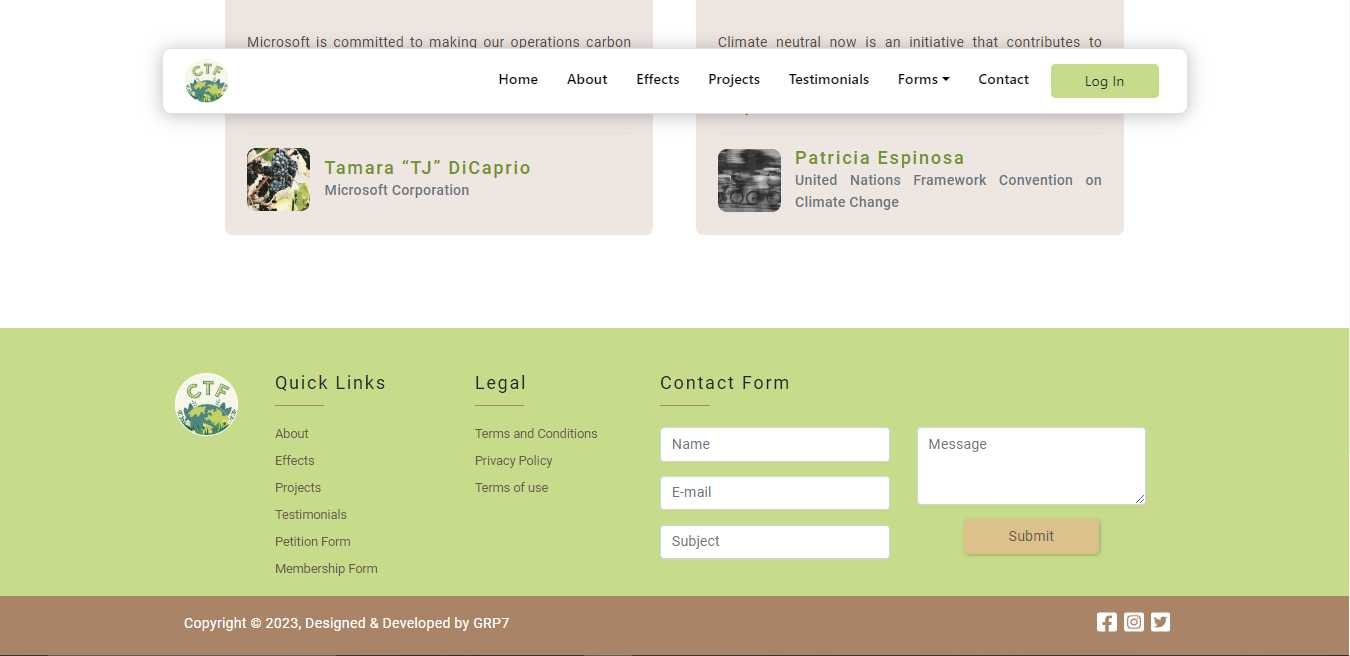 Microsoft is committed to making our operations carbon
Climate neutral now is an initiative that contributes to
CTF
Home About Effects Projects Testimonials Forms Contact Log In
Tamara “TJ” DiCaprio
Microsoft Corporation
Patricia Espinosa
United Nations Framework Convention on
Climate Change
CTF
Quick Links
About
Effects
Projects
Testimonials
Petition Form
Membership Form
Legal
Terms and Conditions
Privacy Policy
Terms of use
Contact Form
Name
E-mail
Subject
Message
Submit
Copyright © 2023, Designed & Developed by GRP7